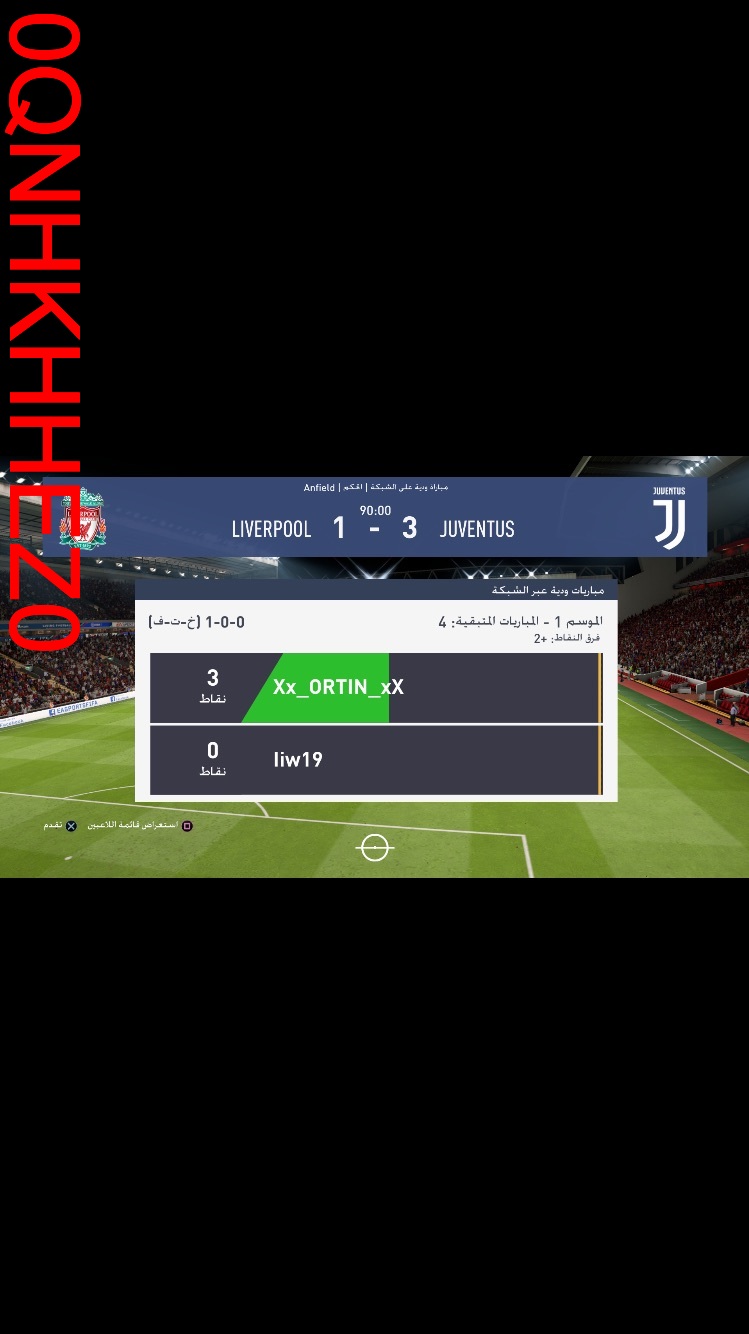 0QNHKHHEZ0
مباراة ودية على الشبكة | الحكم | Anfield
90:00
LIVERPOOL 1 - 3 JUVENTUS
JUVENTUS
مباريات ودية عبر الشبكة
الموسم 1 - المباريات المتبقية: 4
1-0-0 (خ-ت-ف)
فرق النقاط: +2
3 Xx_ORTIN_xX
نقاط
0 liw19
نقاط
استعراض قائمة اللاعبين تقدم
EASPORTSFIFA